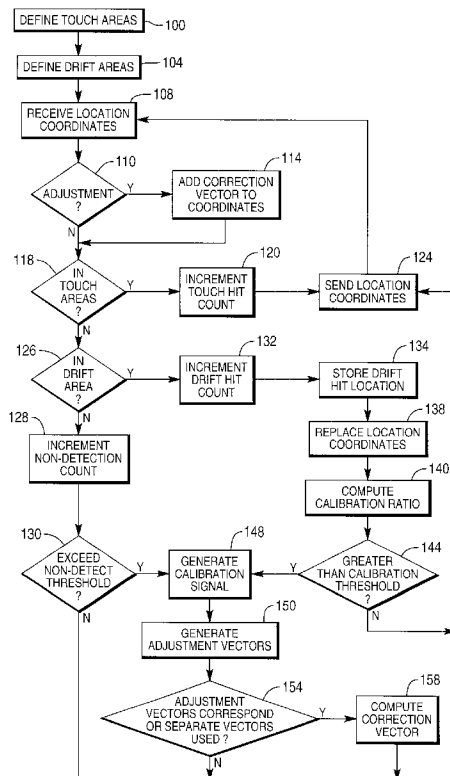 DEFINE TOUCH AREAS
100
DEFINE DRIFT AREAS
104
108
RECEIVE LOCATION
COORDINATES
110
ADJUSTMENT
?
Y
N
114
ADD CORRECTION
VECTOR TO
COORDINATES
118
IN
TOUCH
AREAS
?
Y
N
120
INCREMENT
TOUCH HIT
COUNT
124
SEND LOCATION
COORDINATES
126
IN
DRIFT
AREA
?
Y
N
132
INCREMENT
DRIFT HIT
COUNT
134
STORE DRIFT
HIT LOCATION
128
INCREMENT
NON-DETECTION
COUNT
138
REPLACE LOCATION
COORDINATES
140
COMPUTE
CALIBRATION RATIO
130
EXCEED
NON-DETECT
THRESHOLD
?
Y
N
148
GENERATE
CALIBRATION
SIGNAL
144
GREATER
THAN CALIBRATION
THRESHOLD
?
Y
N
150
GENERATE
ADJUSTMENT VECTORS
154
ADJUSTMENT
VECTORS CORRESPOND
OR SEPARATE VECTORS
USED ?
Y
N
158
COMPUTE
CORRECTION
VECTOR